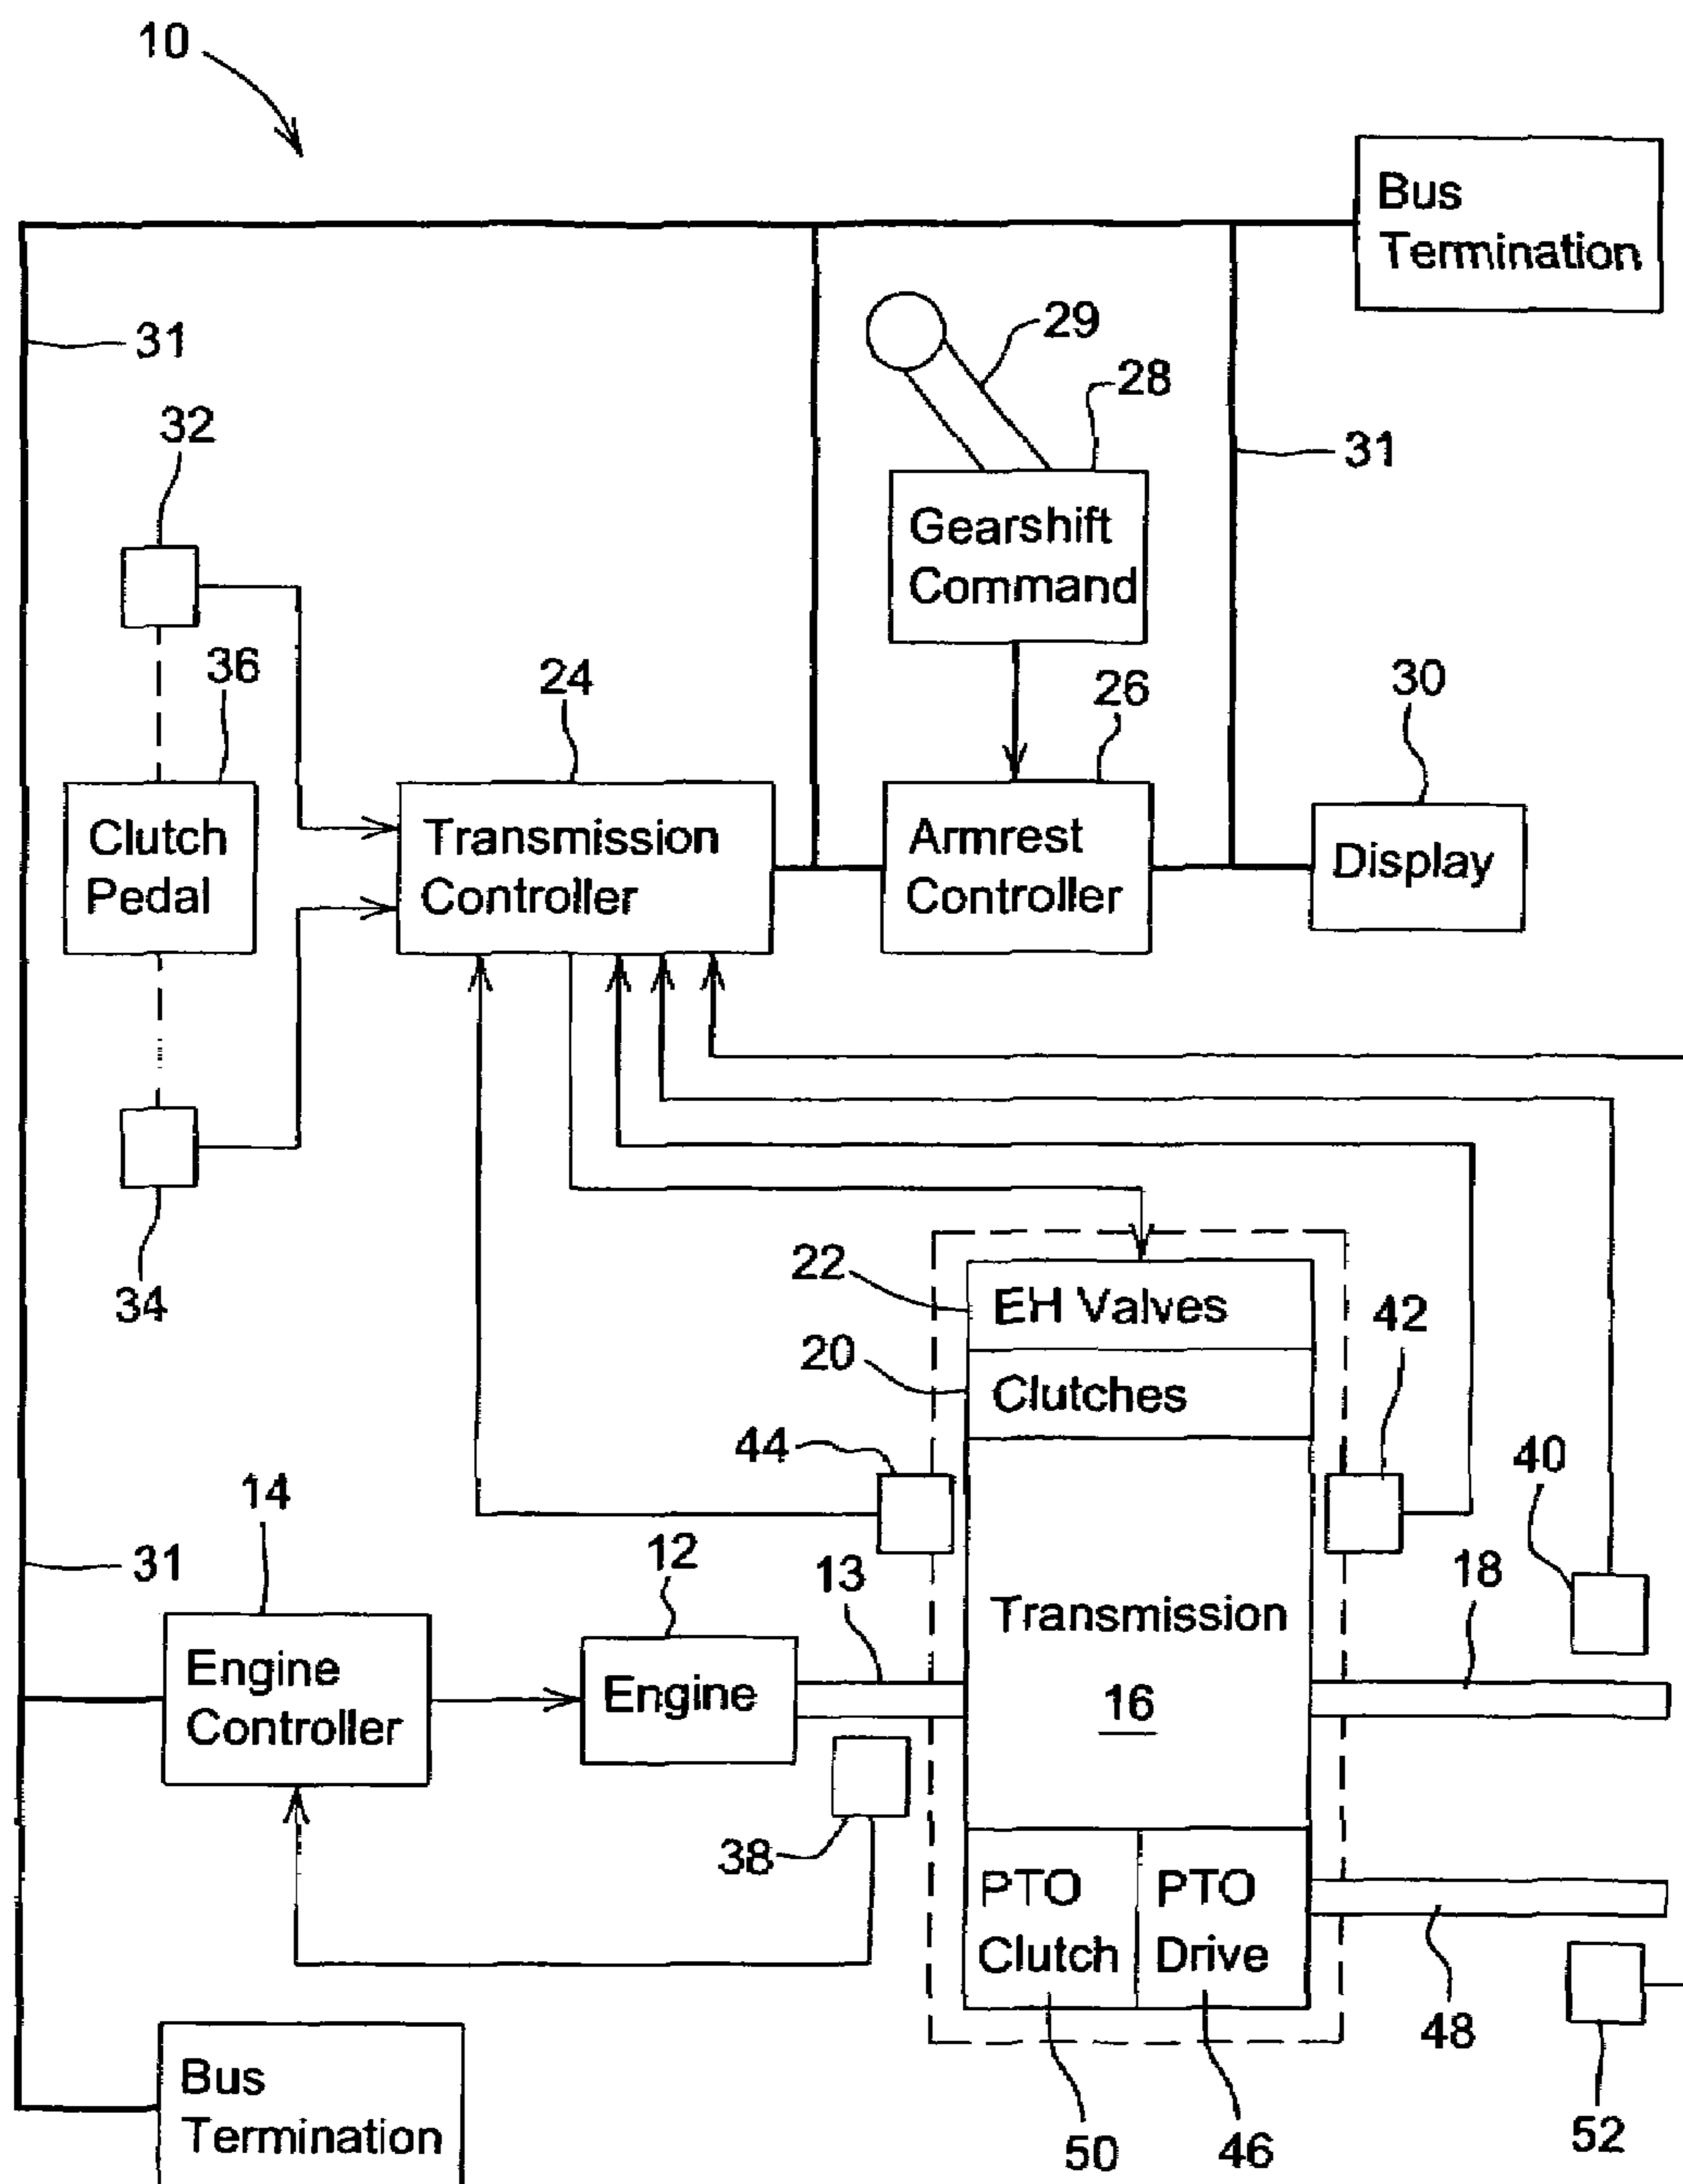 10
Bus
Termination
31
29
28
32
31
Gearshift
Command
36
24
26
30
Clutch
Pedal
Transmission
Controller
Armrest
Controller
Display
34
22
EH Valves
42
20
Clutches
44
40
14
12
13
18
31
Transmission
Engine
Controller
Engine
16
38
PTO
Clutch
PTO
Drive
48
Bus
Termination
50
46
52